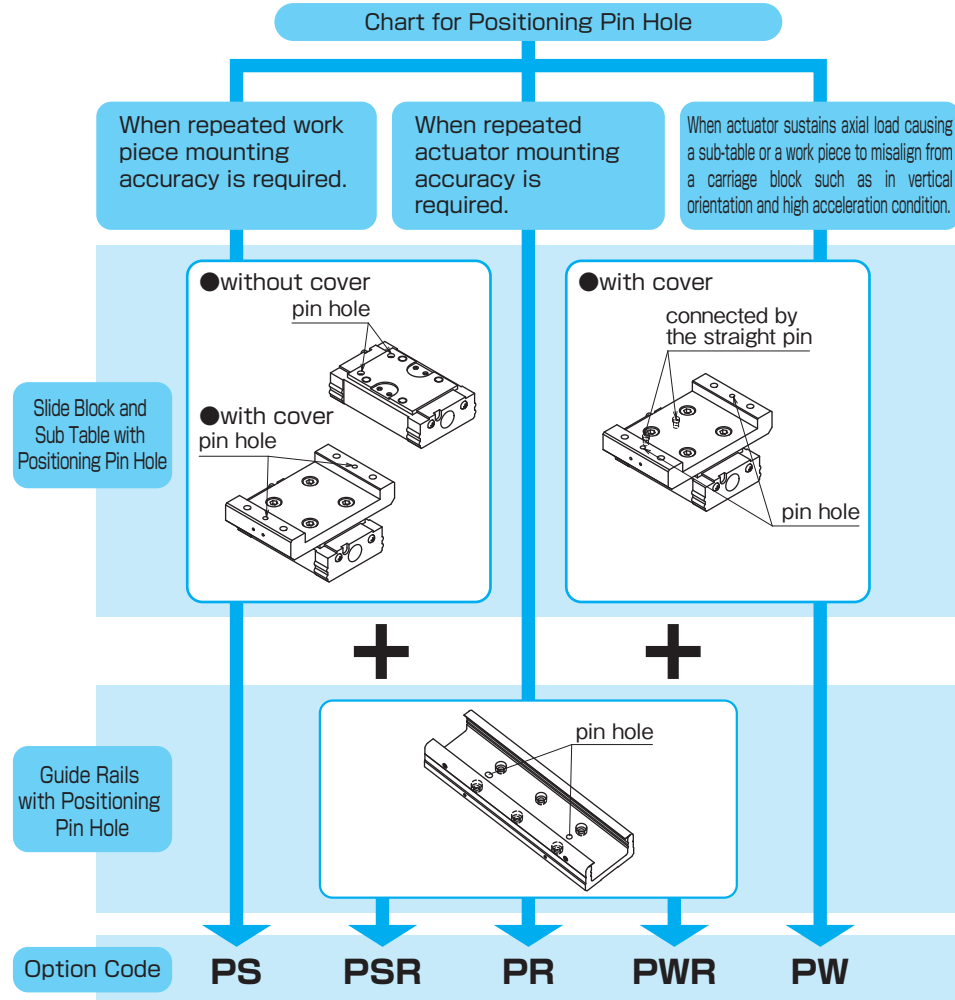 Chart for Positioning Pin Hole
When repeated work
piece mounting
accuracy is required.
When repeated
actuator mounting
accuracy is
required.
When actuator sustains axial load causing
a sub-table or a work piece to misalign from
a carriage block such as in vertical
orientation and high acceleration condition.
Slide Block and
Sub Table with
Positioning Pin Hole
●without cover
pin hole
●with cover
pin hole
●with cover
connected by
the straight pin
pin hole
+
+
Guide Rails
with Positioning
Pin Hole
pin hole
Option Code
PS
PSR
PR
PWR
PW